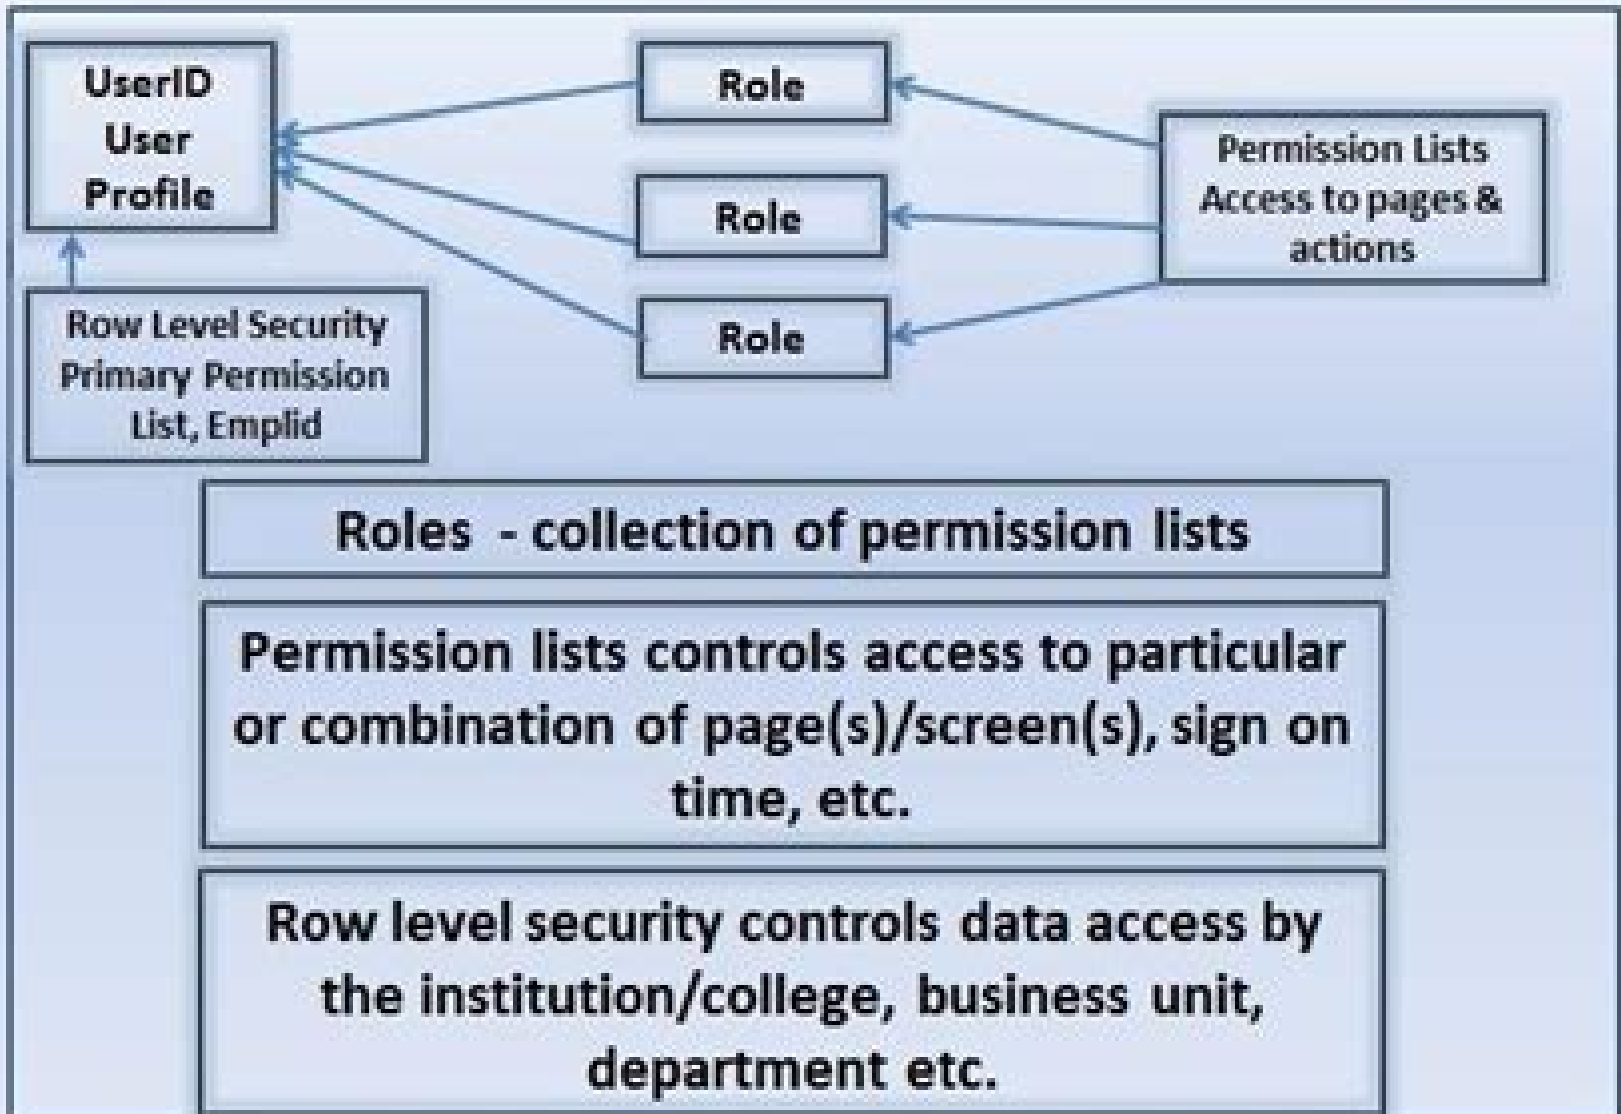 UserID
User
Profile
Role
Role
Role
Permission Lists
Access to pages &
actions
Row Level Security
Primary Permission
List, Emplid
Roles - collection of permission lists
Permission lists controls access to particular
or combination of page(s)/screen(s), sign on
time, etc.
Row level security controls data access by
the institution/college, business unit,
department etc.